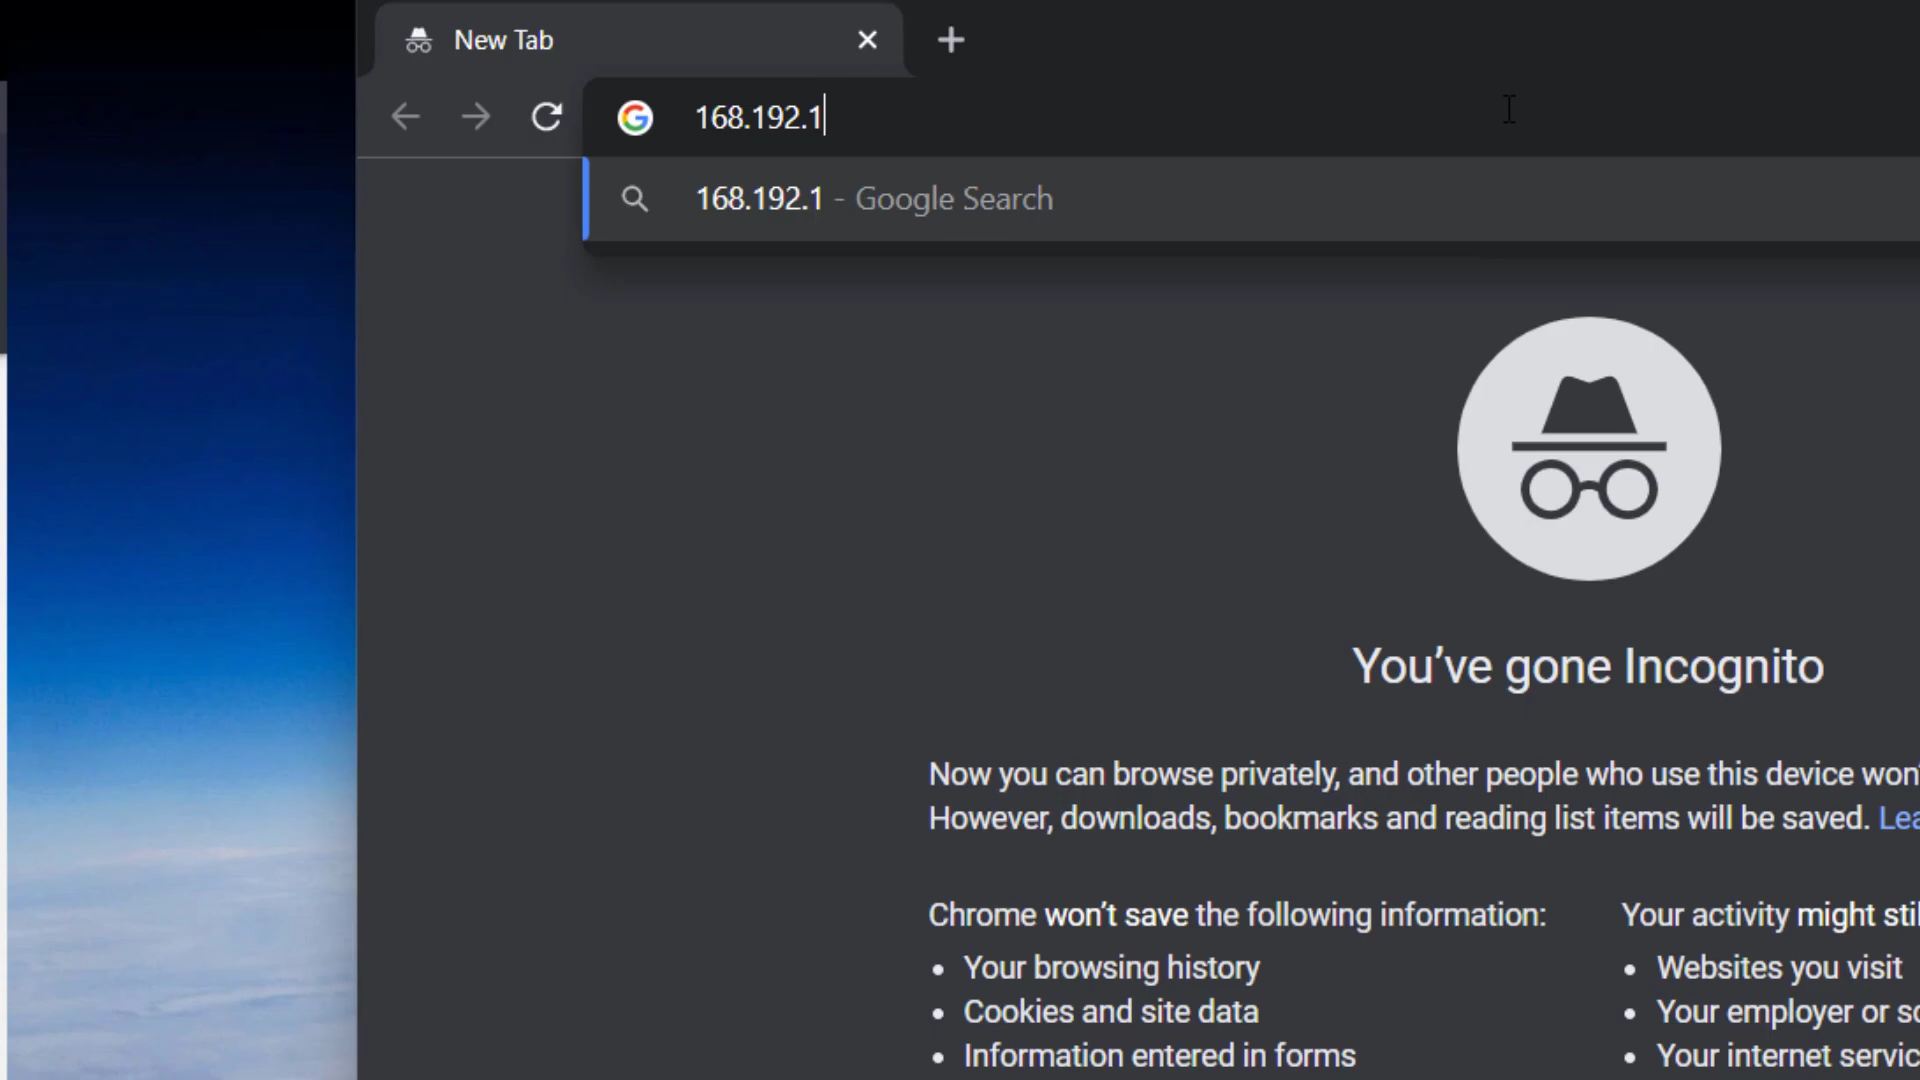 New Tab
168.192.1
168.192.1 - Google Search
You've gone Incognito
Now you can browse privately, and other people who use this device won'
However, downloads, bookmarks and reading list items will be saved. Lea
Chrome won't save the following information:
• Your browsing history
• Cookies and site data
• Information entered in forms
Your activity might stil
• Websites you visit
• Your employer or sc
• Your internet servic